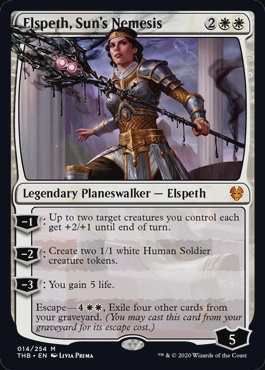 Elspeth, Sun's Nemesis 2
Legendary Planeswalker — Elspeth
-1 : Up to two target creatures you control each
get +2/+1 until end of turn.
-2 : Create two 1/1 white Human Soldier
creature tokens.
-3 : You gain 5 life.
Escape—4, Exile four other cards from
your graveyard. (You may cast this card from your
graveyard for its escape cost.)
5
014/254 M
THB • EN LIVIA PRIMA
™ & © 2020 Wizards of the Coast